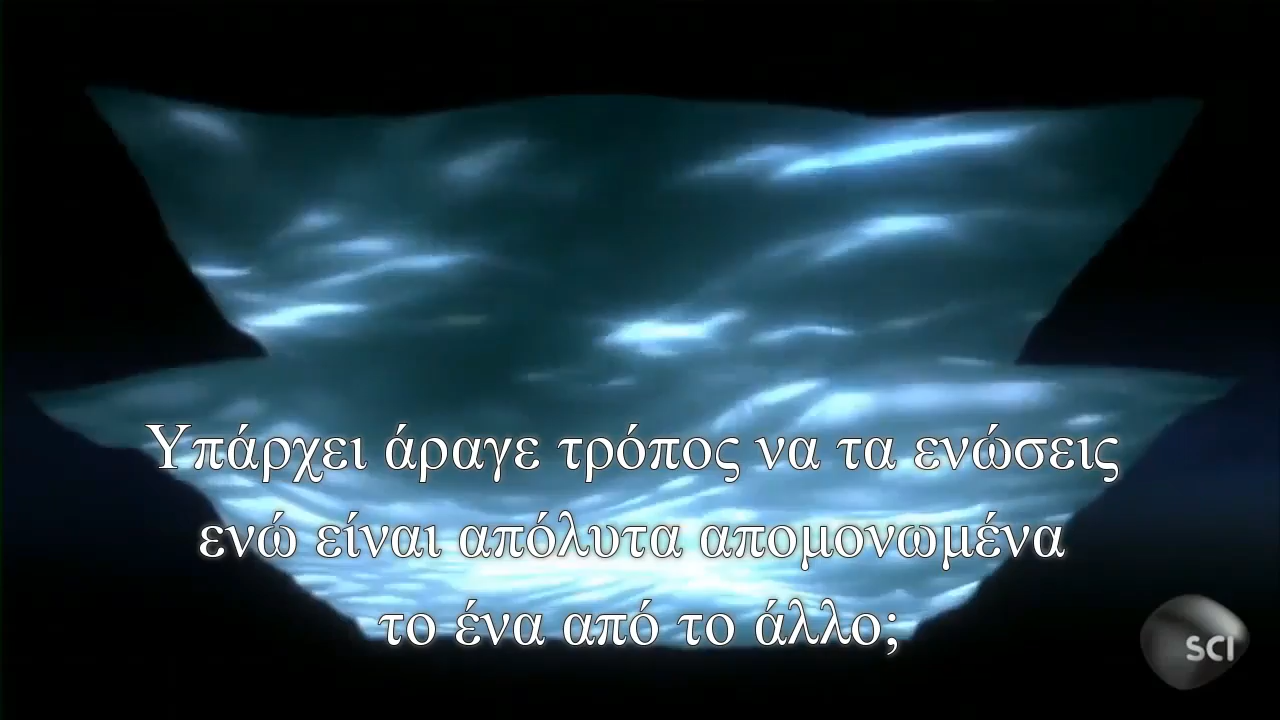 Υπάρχει άραγε τρόπος να τα ενώσεις
ενώ είναι απόλυτα απομονωμένα
το ένα από το άλλο;
SCI